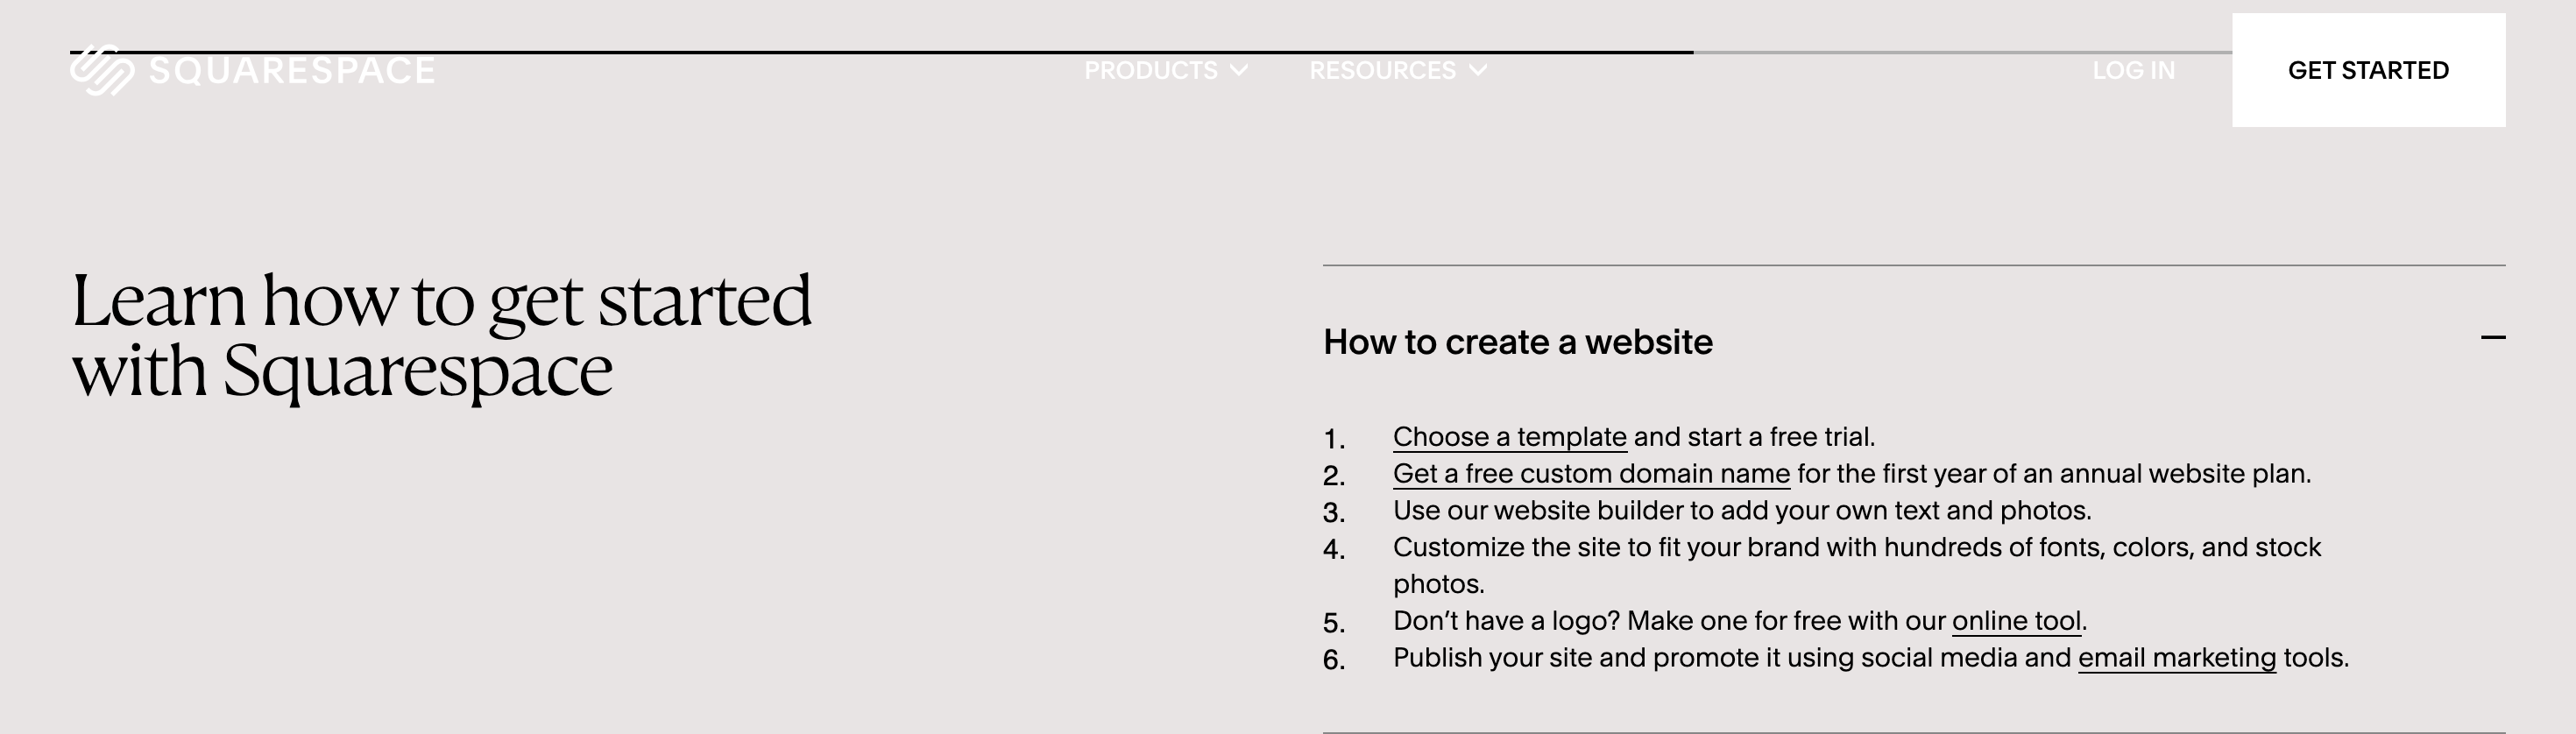 SQUARESPACE
PRODUCTS
RESOURCES
LOG IN
GET STARTED
Learn how to get started
with Squarespace
How to create a website
1. Choose a template and start a free trial.
2. Get a free custom domain name for the first year of an annual website plan.
3. Use our website builder to add your own text and photos.
4. Customize the site to fit your brand with hundreds of fonts, colors, and stock
photos.
5. Don’t have a logo? Make one for free with our online tool.
6. Publish your site and promote it using social media and email marketing tools.